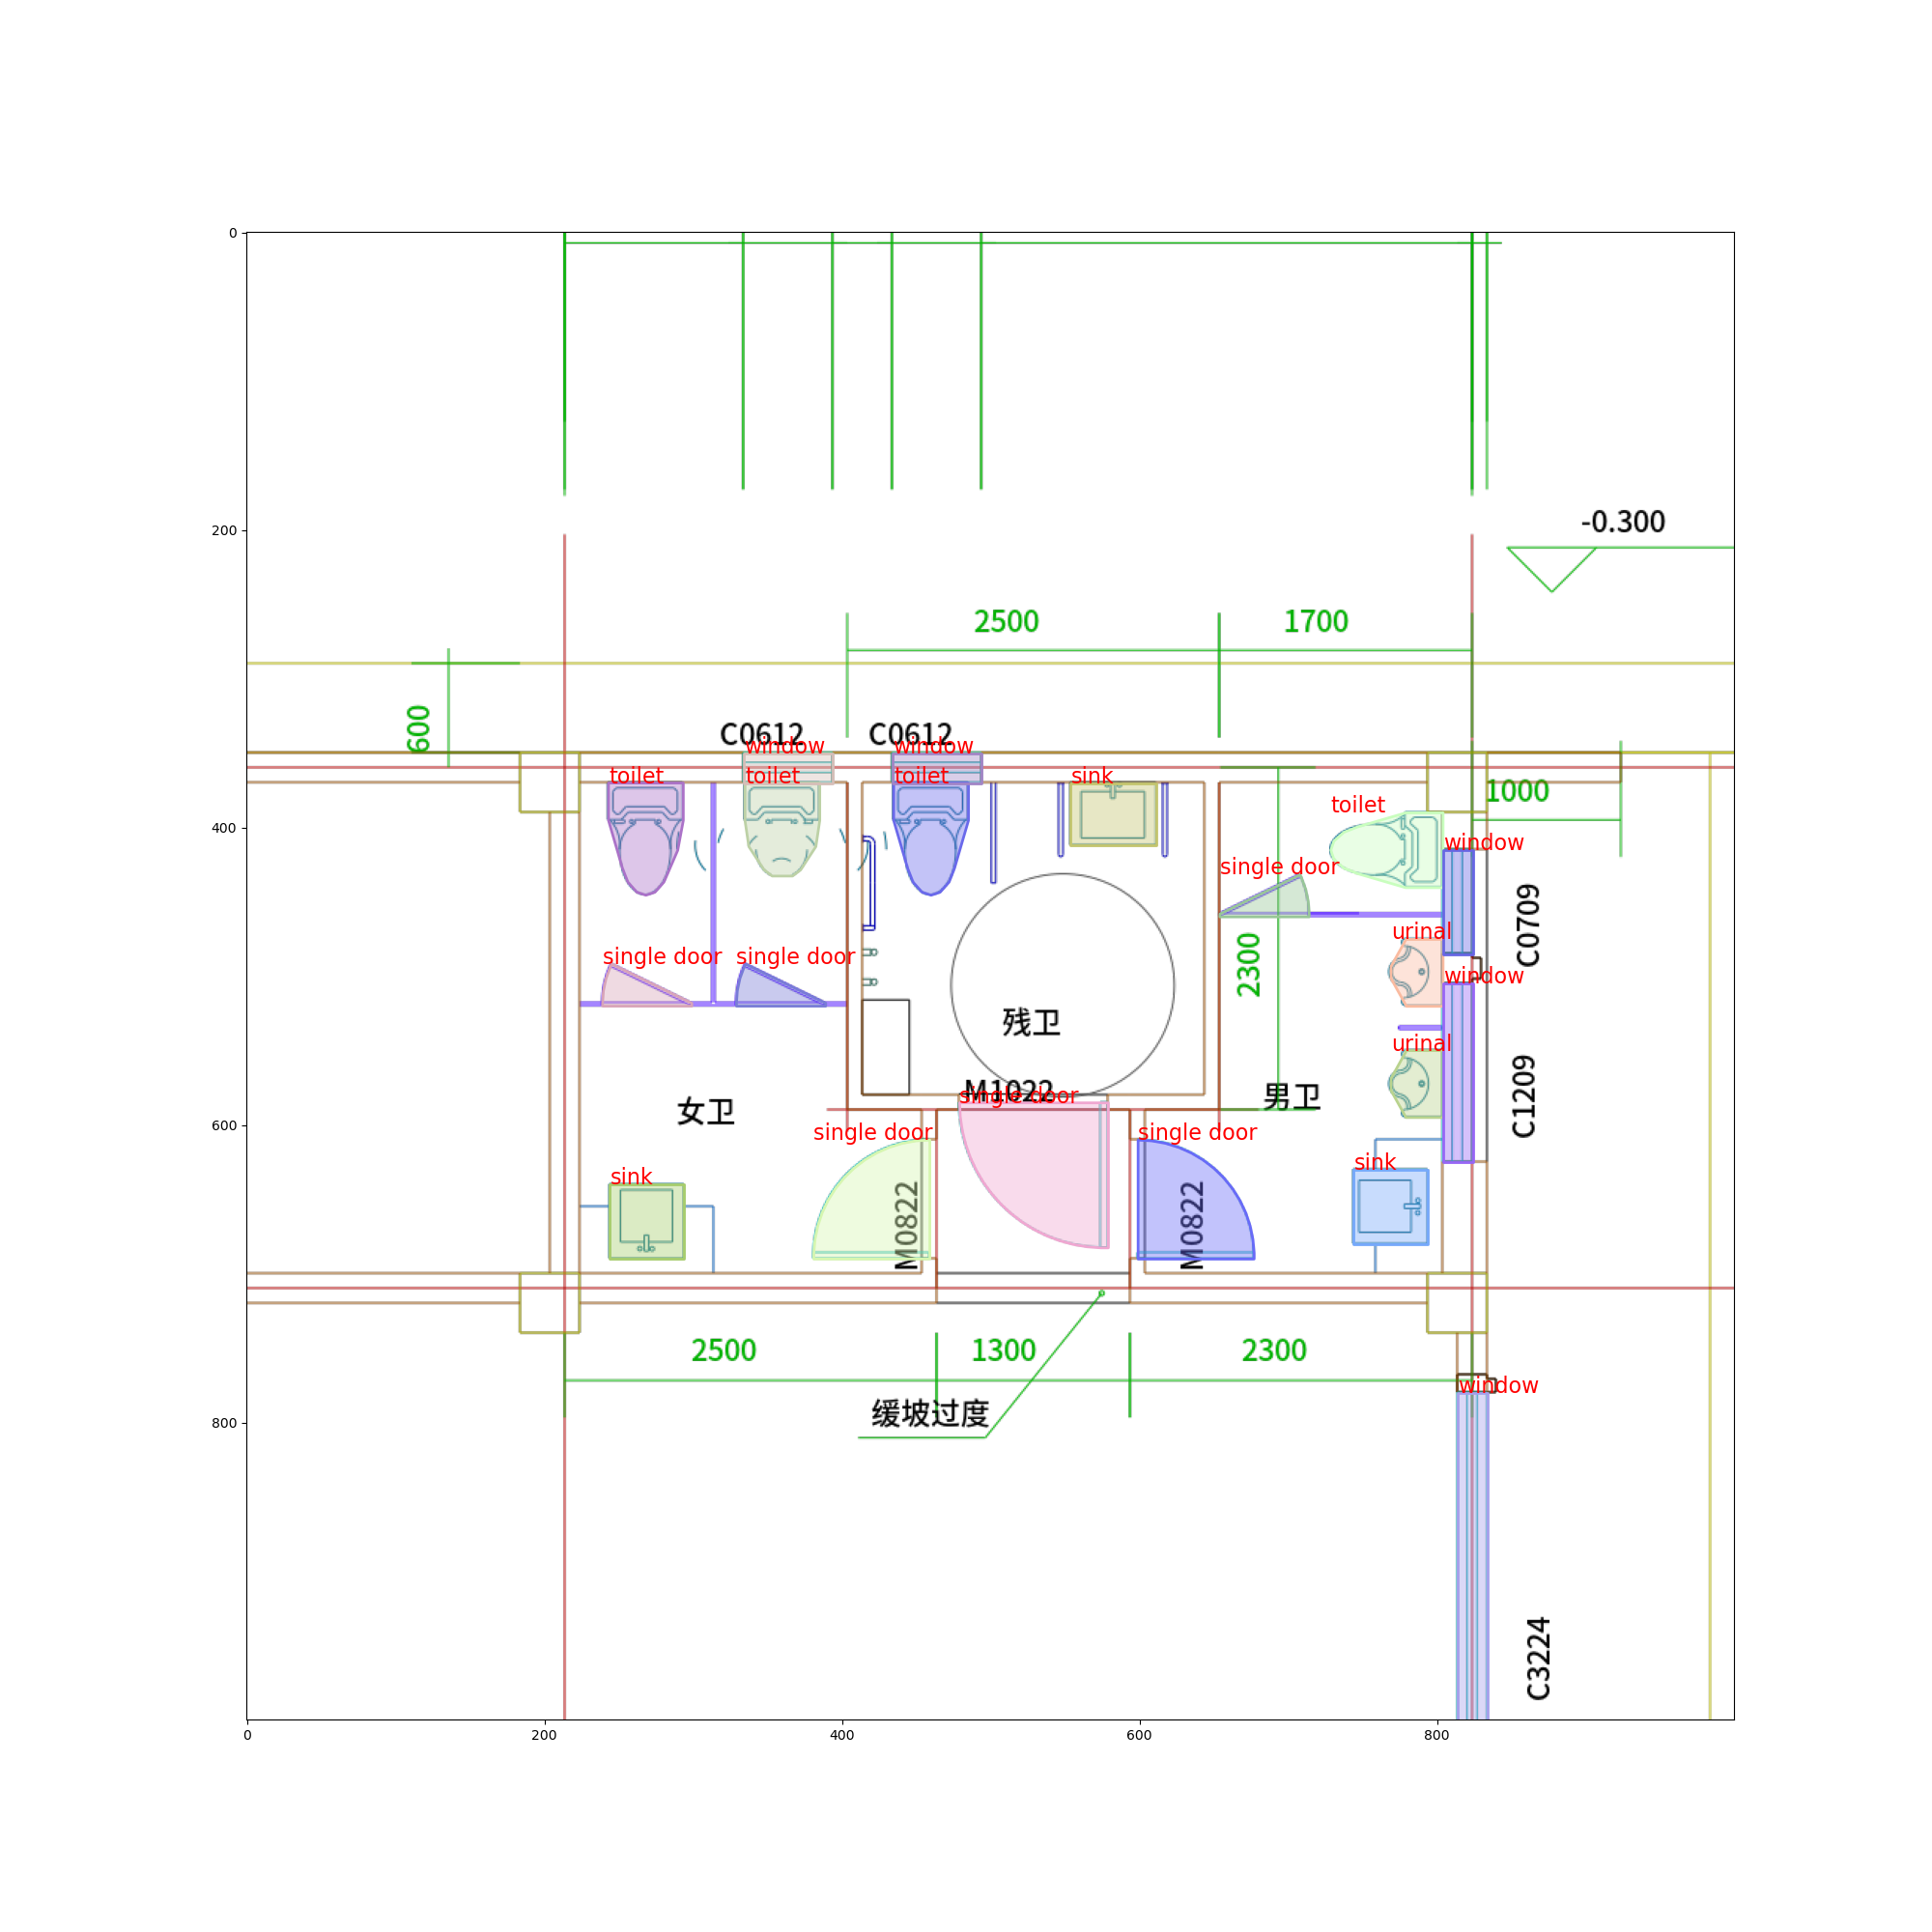 0
200
-0.300
2500
1700
600
C0612
C0612
window
window
toilet
toilet
toilet
sink
1000
400
toilet
window
single door
C0709
urinal
single door
single door
2300
window
残卫
urinal
M1022
single door
男卫
C1209
女卫
600
single door
single door
sink
sink
M0822
M0822
2500
1300
2300
window
缓坡过度
800
C3224
0
200
400
600
800